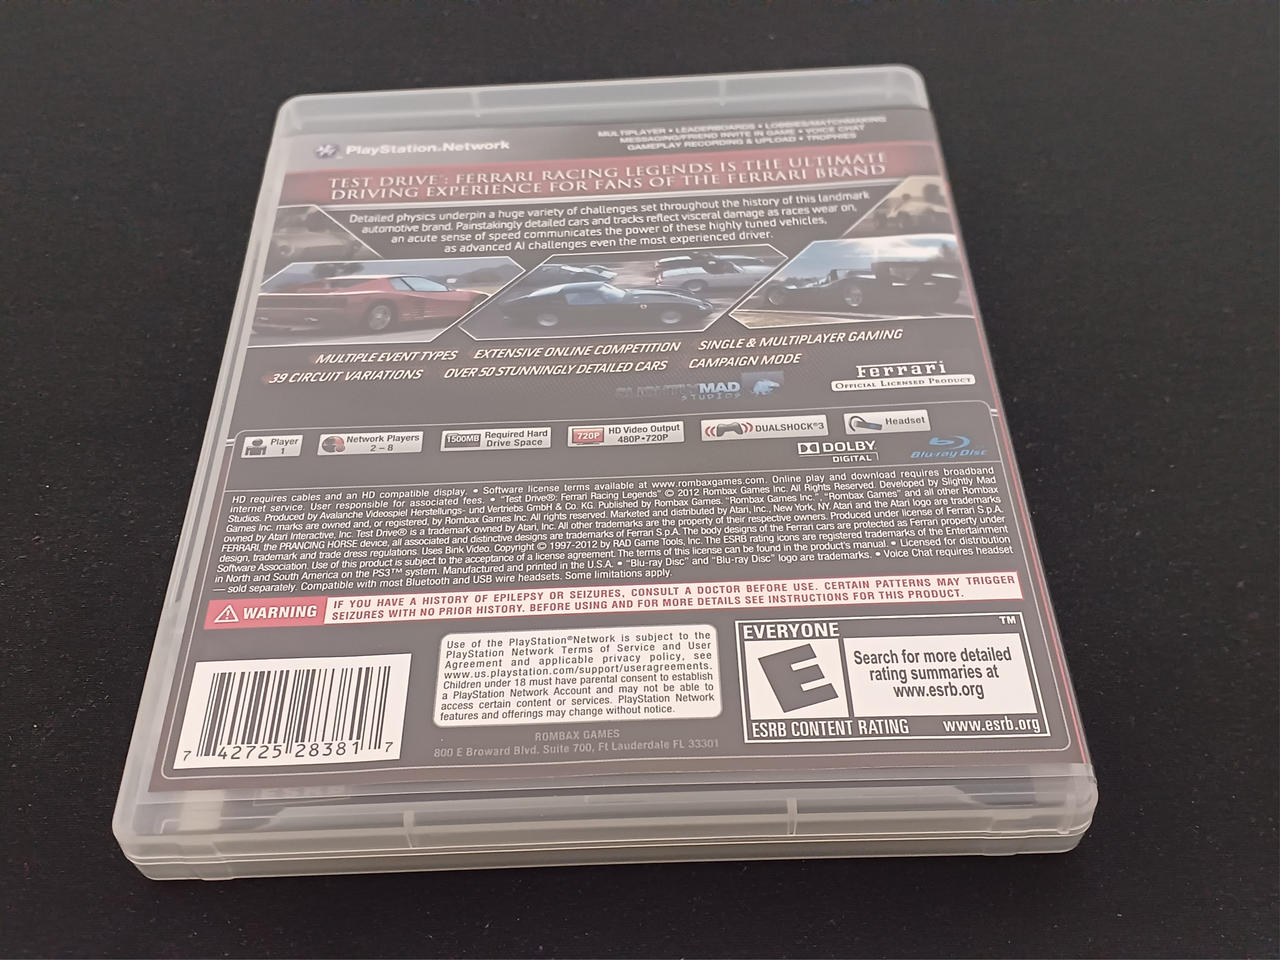 PlayStation®Network
MULTIPLAYER • LEADERBOARDS • LOBBIES/MATCHMAKING
MESSAGING/FRIEND INVITE IN GAME • VOICE CHAT
GAMEPLAY RECORDING & UPLOAD • TROPHIES
TEST DRIVE®: FERRARI RACING LEGENDS IS THE ULTIMATE
DRIVING EXPERIENCE FOR FANS OF THE FERRARI BRAND
Detailed physics underpin a huge variety of challenges set throughout the history of this landmark
automotive brand. Painstakingly detailed cars and tracks reflect visceral damage as races wear on,
an acute sense of speed communicates the power of these highly tuned vehicles,
as advanced AI challenges even the most experienced driver.
MULTIPLE EVENT TYPES EXTENSIVE ONLINE COMPETITION SINGLE & MULTIPLAYER GAMING
39 CIRCUIT VARIATIONS OVER 50 STUNNINGLY DETAILED CARS CAMPAIGN MODE
SLIGHTLY MAD
STUDIOS
Ferrari
OFFICIAL LICENSED PRODUCT
Player
1
Network Players
2 – 8
1500MB
Required Hard
Drive Space
720P
HD Video Output
480P•720P
DUALSHOCK®3
Headset
DOLBY
DIGITAL
Blu-ray Disc
HD requires cables and an HD compatible display. • Software license terms available at www.rombaxgames.com. Online play and download requires broadband
internet service. User responsible for associated fees. • "Test Drive®: Ferrari Racing Legends" © 2012 Rombax Games Inc. All Rights Reserved. Developed by Slightly Mad
Studios. Produced by Avalanche Videospiel Herstellungs- und Vertriebs GmbH & Co. KG. Published by Rombax Games. "Rombax Games Inc.", "Rombax Games" and all other Rombax
Games Inc. marks are owned and, or registered, by Rombax Games Inc. All rights reserved. Marketed and distributed by Atari, Inc., New York, NY. Atari and the Atari logo are trademarks
owned by Atari Interactive, Inc. Test Drive® is a trademark owned by Atari, Inc. All other trademarks are the property of their respective owners. Produced under license of Ferrari S.p.A.
FERRARI, the PRANCING HORSE device, all associated and distinctive designs are trademarks of Ferrari S.p.A. The body designs of the Ferrari cars are protected as Ferrari property under
design, trademark and trade dress regulations. Uses Bink Video. Copyright © 1997-2012 by RAD Game Tools, Inc. The ESRB rating icons are registered trademarks of the Entertainment
Software Association. Use of this product is subject to the acceptance of a license agreement. The terms of this license can be found in the product's manual. • Licensed for distribution
in North and South America on the PS3™ system. Manufactured and printed in the U.S.A. • "Blu-ray Disc" and "Blu-ray Disc" logo are trademarks. • Voice Chat requires headset
— sold separately. Compatible with most Bluetooth and USB wire headsets. Some limitations apply.
WARNING
IF YOU HAVE A HISTORY OF EPILEPSY OR SEIZURES, CONSULT A DOCTOR BEFORE USE. CERTAIN PATTERNS MAY TRIGGER
SEIZURES WITH NO PRIOR HISTORY. BEFORE USING AND FOR MORE DETAILS SEE INSTRUCTIONS FOR THIS PRODUCT.
Use of the PlayStation®Network is subject to the
PlayStation Network Terms of Service and User
Agreement and applicable privacy policy, see
www.us.playstation.com/support/useragreements.
Children under 18 must have parental consent to establish
a PlayStation Network Account and may not be able to
access certain content or services. PlayStation Network
features and offerings may change without notice.
EVERYONE
E
TM
Search for more detailed
rating summaries at
www.esrb.org
ESRB CONTENT RATING www.esrb.org
7 42725 28381 7
ROMBAX GAMES
800 E Broward Blvd. Suite 700, Ft Lauderdale FL 33301
ESRB